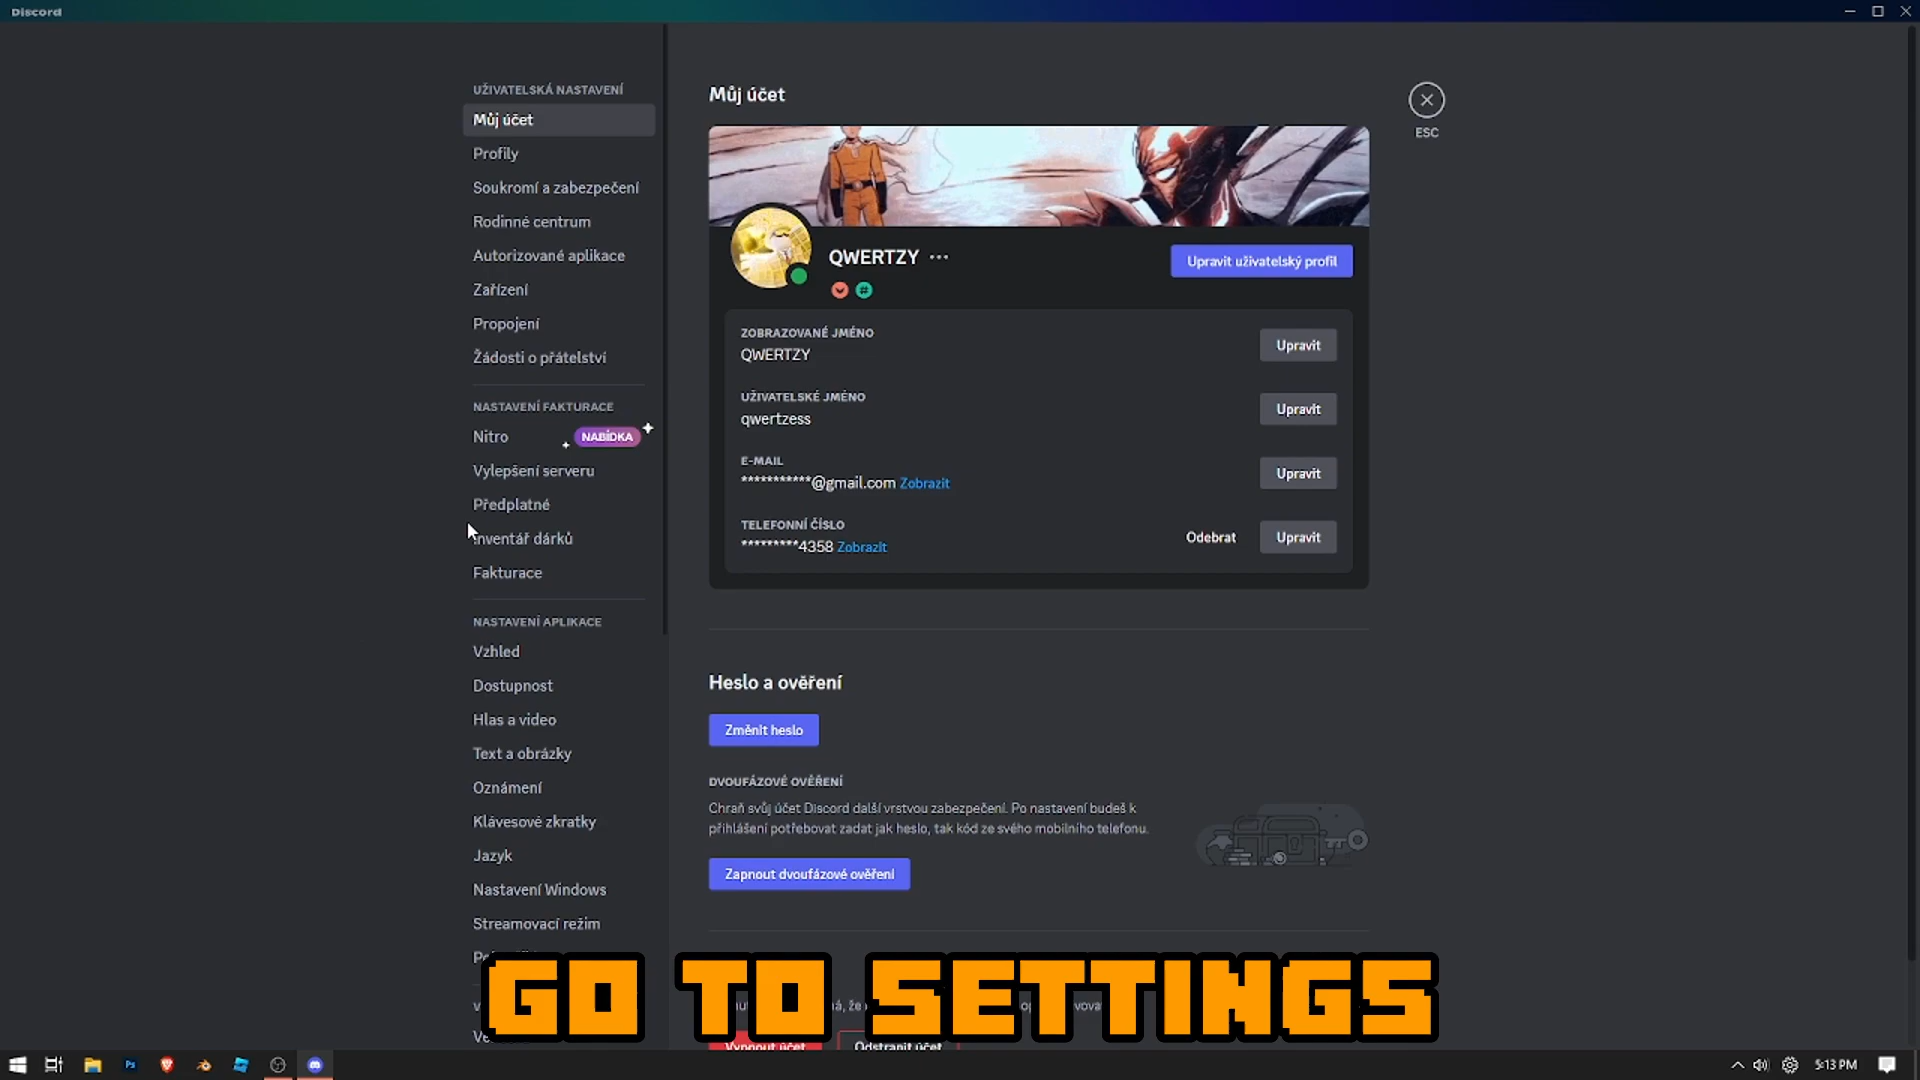 Discord
UŽIVATELSKÁ NASTAVENÍ
Můj účet
Profily
Soukromí a zabezpečení
Rodinné centrum
Autorizované aplikace
Zařízení
Propojení
Žádosti o přátelství
NASTAVENÍ FAKTURACE
Nitro
NABÍDKA
Vylepšení serveru
Předplatné
Inventář dárků
Fakturace
NASTAVENÍ APLIKACE
Vzhled
Dostupnost
Hlas a video
Text a obrázky
Oznámení
Klávesové zkratky
Jazyk
Nastavení Windows
Streamovací režim
Můj účet
ESC
QWERTZY ...
Upravit uživatelský profil
ZOBRAZOVANÉ JMÉNO
QWERTZY
Upravit
UŽIVATELSKÉ JMÉNO
qwertzess
Upravit
E-MAIL
***********@gmail.com Zobrazit
Upravit
TELEFONNÍ ČÍSLO
*********4358 Zobrazit
Odebrat
Upravit
Heslo a ověření
Změnit heslo
DVOUFÁZOVÉ OVĚŘENÍ
Chraň svůj účet Discord další vrstvou zabezpečení. Po nastavení budeš k
přihlášení potřebovat zadat jak heslo, tak kód ze svého mobilního telefonu.
Zapnout dvoufázové ověření
GO TO SETTINGS
Vypnout účet
Odstranit účet
Ps
5:13 PM